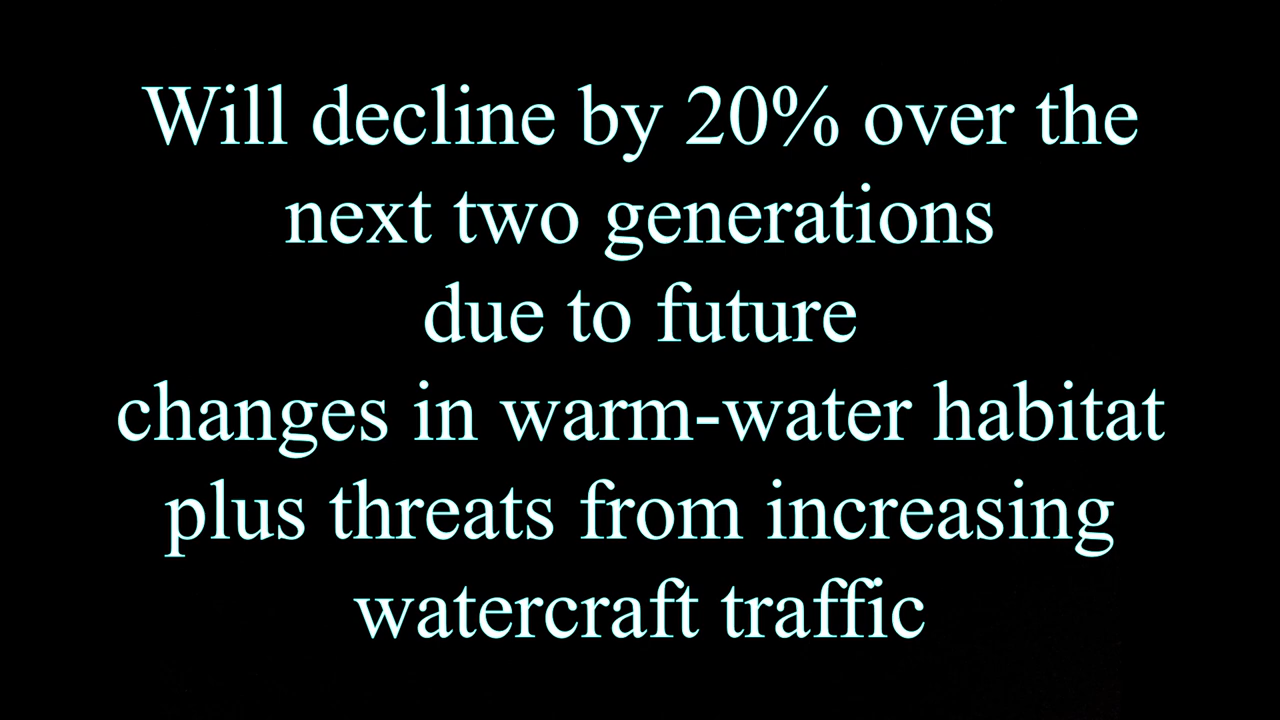 Will decline by 20% over the
next two generations
due to future
changes in warm-water habitat
plus threats from increasing
watercraft traffic